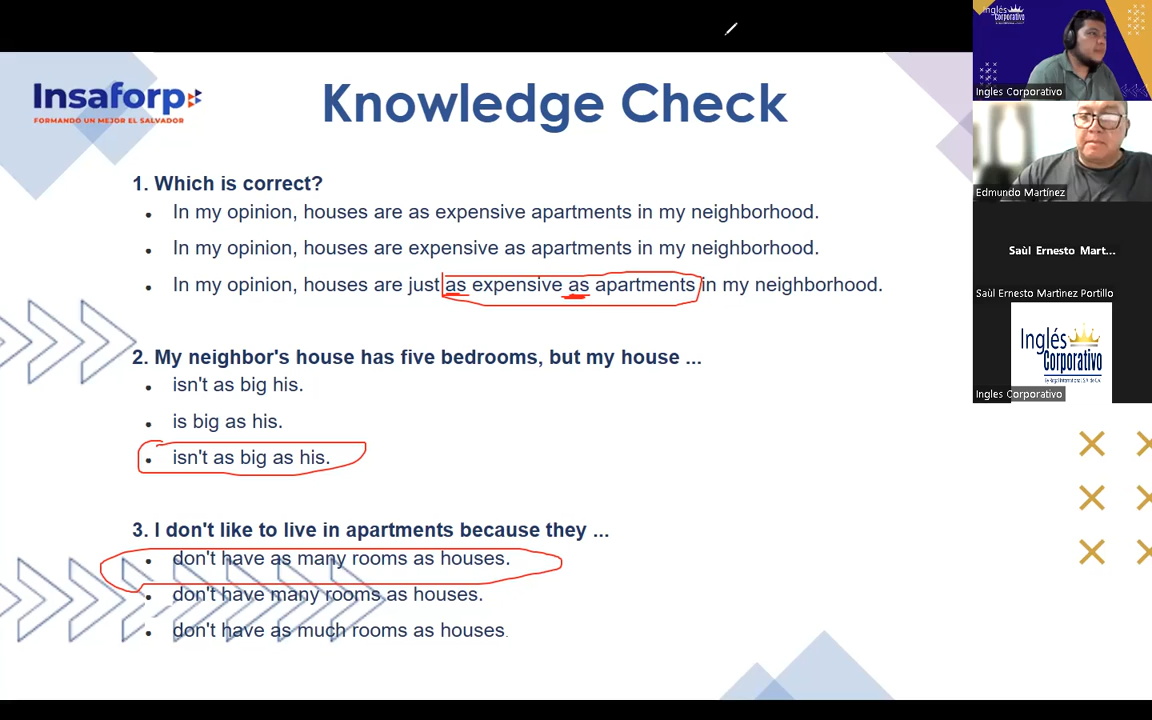 Insaforp
FORMANDO UN MEJOR EL SALVADOR
Knowledge Check
1. Which is correct?
• In my opinion, houses are as expensive apartments in my neighborhood.
• In my opinion, houses are expensive as apartments in my neighborhood.
• In my opinion, houses are just as expensive as apartments in my neighborhood.
2. My neighbor's house has five bedrooms, but my house ...
• isn't as big his.
• is big as his.
• isn't as big as his.
3. I don't like to live in apartments because they ...
• don't have as many rooms as houses.
• don't have many rooms as houses.
• don't have as much rooms as houses.
Inglés
Corporativo
Ingles Corporativo
Edmundo Martínez
Saùl Ernesto Mart...
Saùl Ernesto Martìnez Portillo
Inglés
Corporativo
Ingles Corporativo